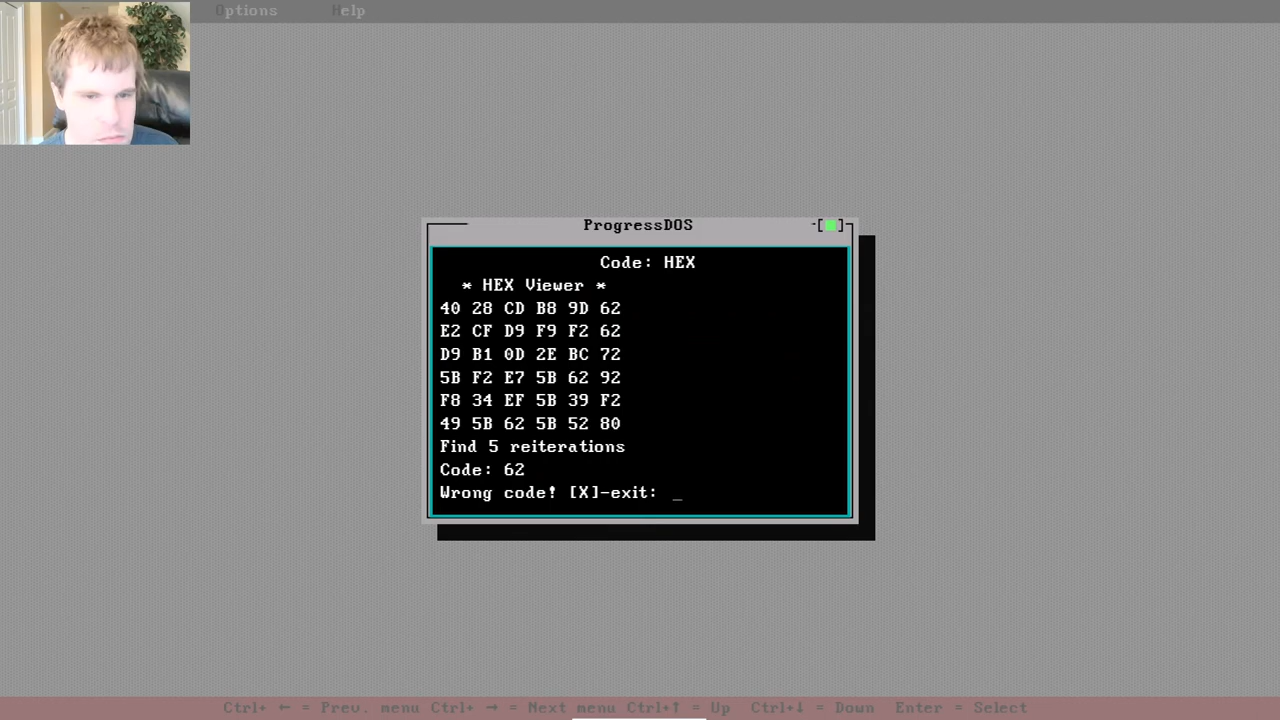 Options Help
ProgressDOS
Code: HEX
* HEX Viewer *
40 28 CD B8 9D 62
E2 CF D9 F9 F2 62
D9 B1 0D 2E BC 72
5B F2 E7 5B 62 92
F8 34 EF 5B 39 F2
49 5B 62 5B 52 80
Find 5 reiterations
Code: 62
Wrong code! [X]-exit: _
Ctrl+ ← = Prev. menu Ctrl+ → = Next menu Ctrl+↑ = Up Ctrl+↓ = Down Enter = Select